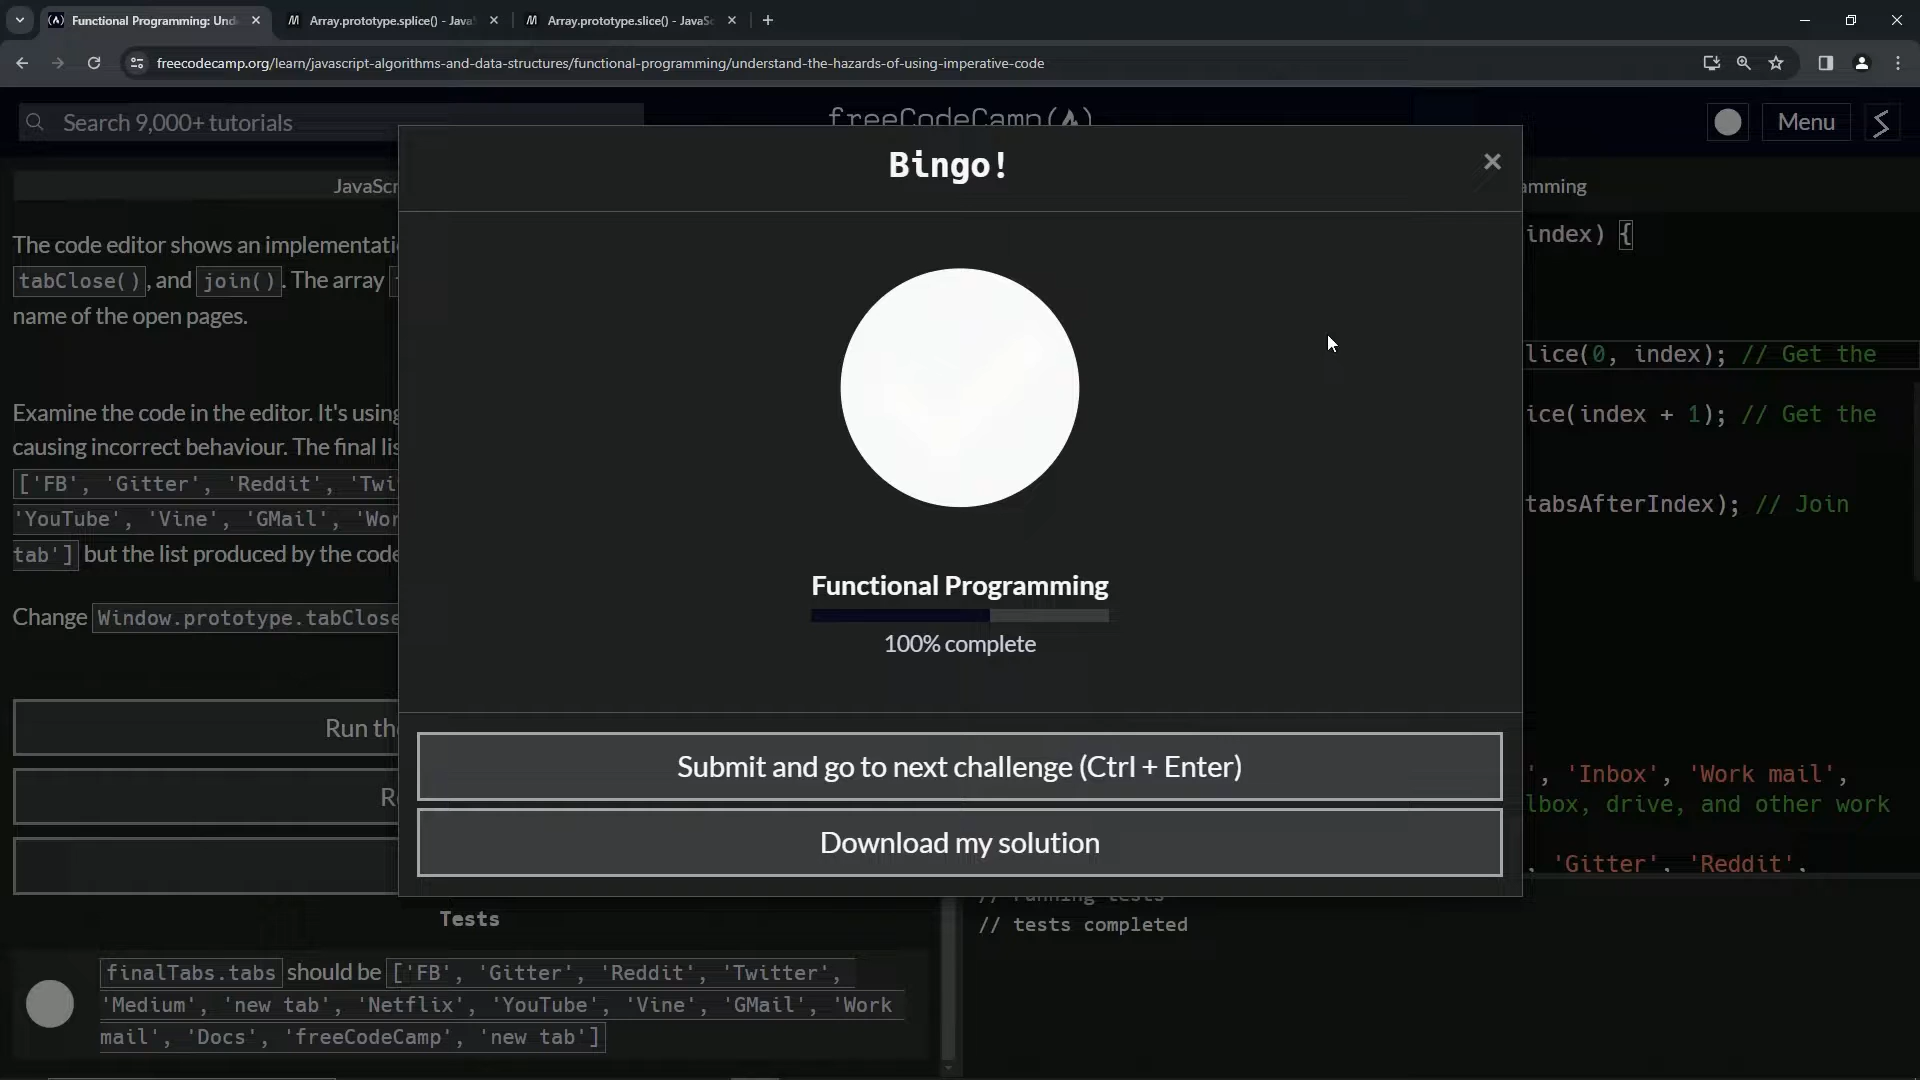 Functional Programming: Und
Array.prototype.splice() - Java
Array.prototype.slice() - JavaSc
freecodecamp.org/learn/javascript-algorithms-and-data-structures/functional-programming/understand-the-hazards-of-using-imperative-code
Search 9,000+ tutorials
freeCodeCamp
Menu
Bingo!
JavaScr
amming
The code editor shows an implementati
tabClose(), and join(). The array
name of the open pages.
index) {
lice(0, index); // Get the
Examine the code in the editor. It's using
ice(index + 1); // Get the
causing incorrect behaviour. The final lis
['FB', 'Gitter', 'Reddit', 'Twi
'YouTube', 'Vine', 'GMail', 'Wor
tabsAfterIndex); // Join
tab'] but the list produced by the code
Functional Programming
Change Window.prototype.tabClose
100% complete
Run the
Submit and go to next challenge (Ctrl + Enter)
', 'Inbox', 'Work mail',
lbox, drive, and other work
Download my solution
, 'Gitter', 'Reddit',
// running tests
Tests
// tests completed
finalTabs.tabs should be ['FB', 'Gitter', 'Reddit', 'Twitter',
'Medium', 'new tab', 'Netflix', 'YouTube', 'Vine', 'GMail', 'Work
mail', 'Docs', 'freeCodeCamp', 'new tab']